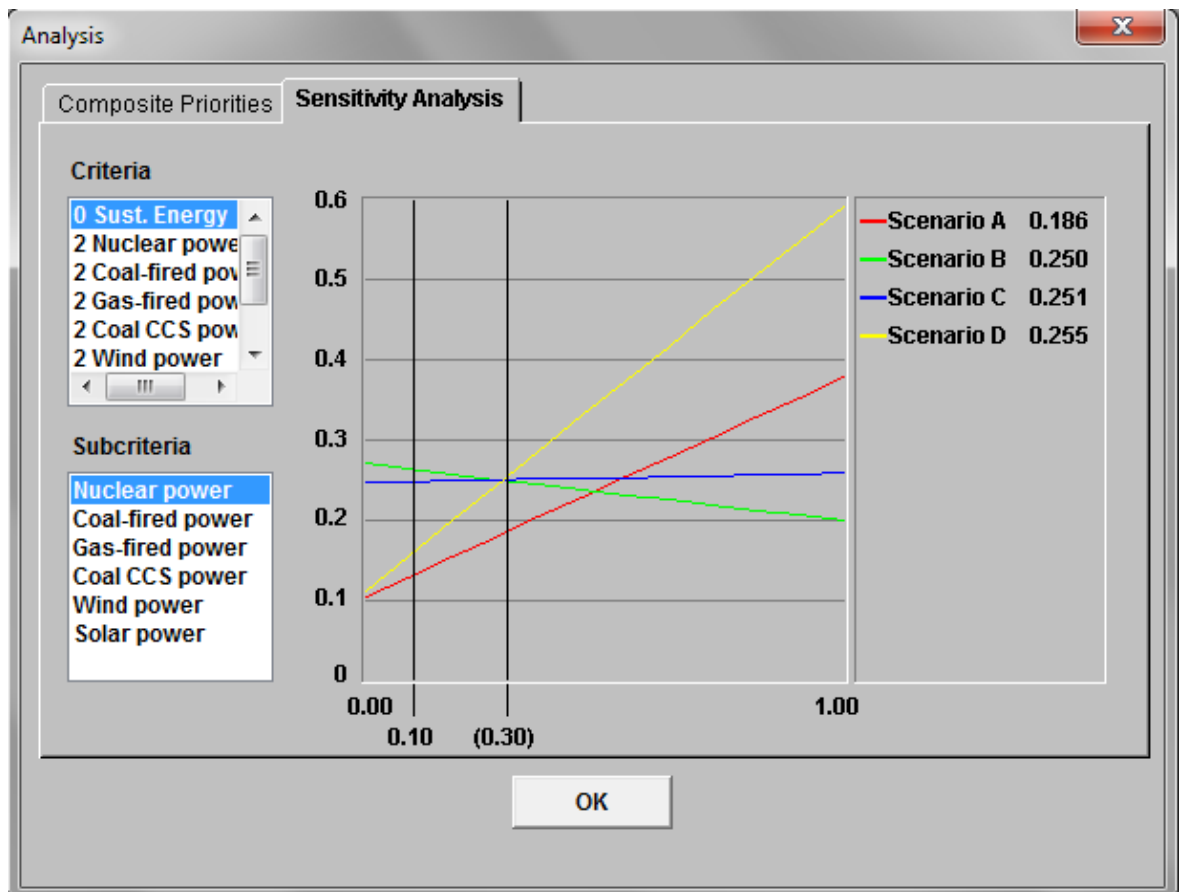 Analysis
Composite Priorities
Sensitivity Analysis
Criteria
0 Sust. Energy
2 Nuclear powe
2 Coal-fired pov
2 Gas-fired pow
2 Coal CCS pow
2 Wind power
Subcriteria
Nuclear power
Coal-fired power
Gas-fired power
Coal CCS power
Wind power
Solar power
0.6
0.5
0.4
0.3
0.2
0.1
0
0.00
1.00
0.10
(0.30)
Scenario A 0.186
Scenario B 0.250
Scenario C 0.251
Scenario D 0.255
OK